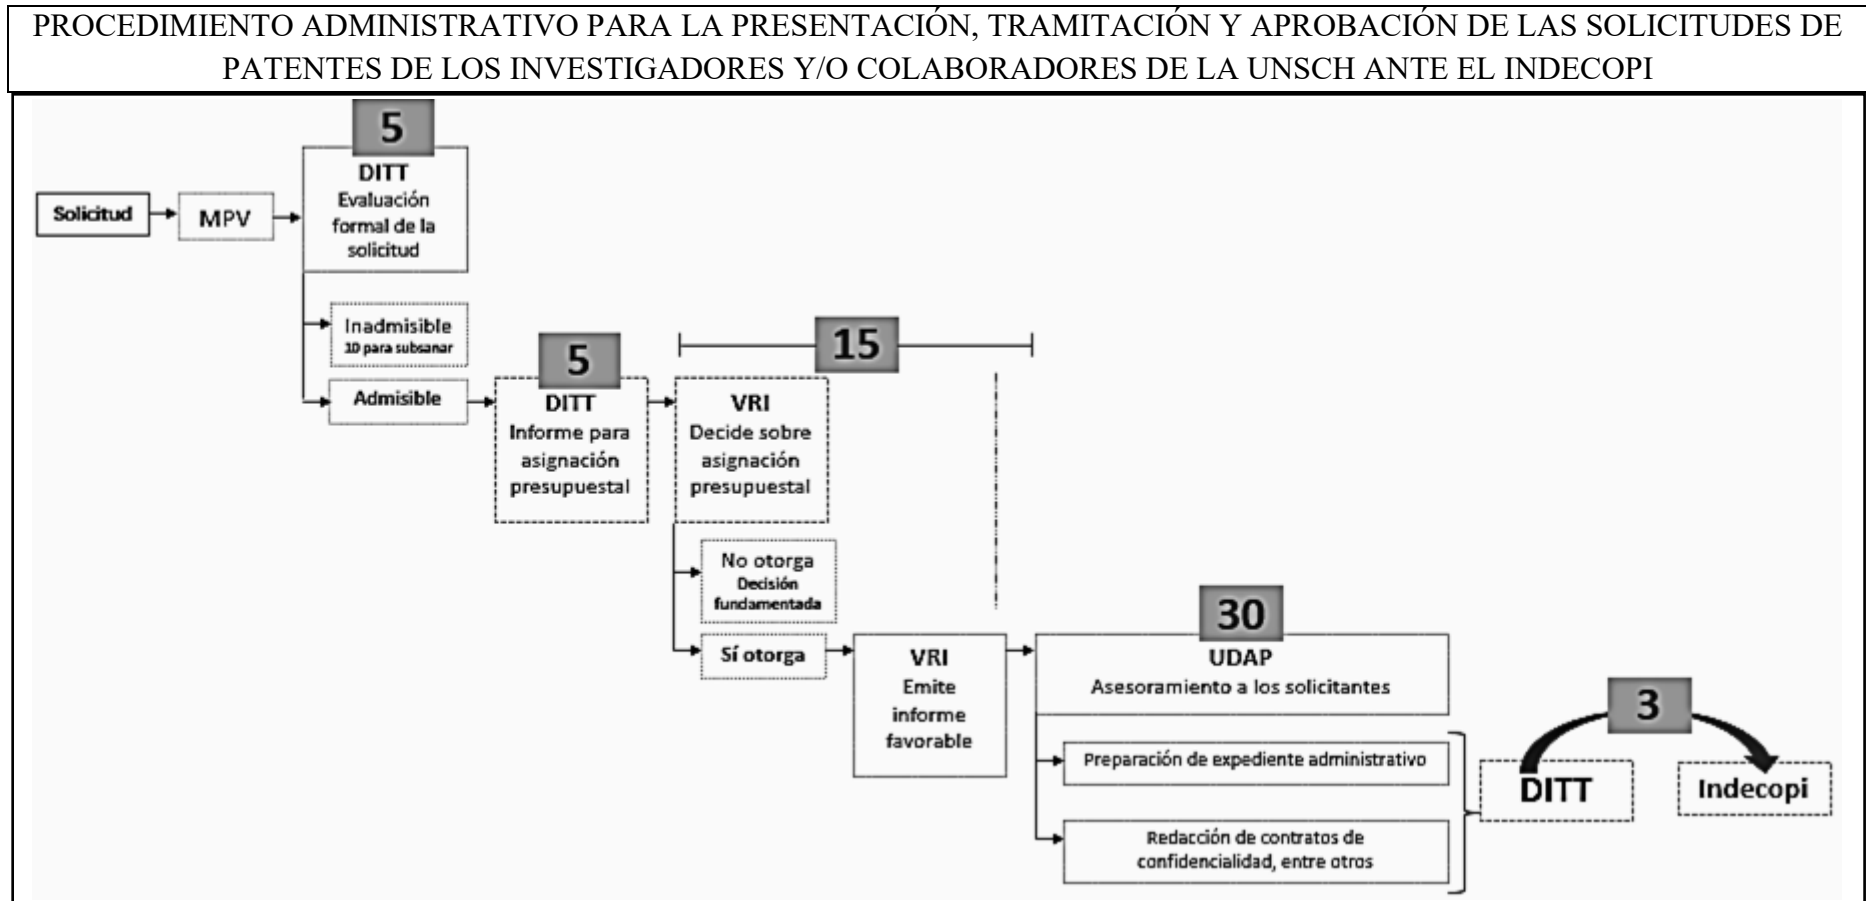 PROCEDIMIENTO ADMINISTRATIVO PARA LA PRESENTACIÓN, TRAMITACIÓN Y APROBACIÓN DE LAS SOLICITUDES DE
PATENTES DE LOS INVESTIGADORES Y/O COLABORADORES DE LA UNSCH ANTE EL INDECOPI
Solicitud
MPV
5
DITT
Evaluación
formal de la
solicitud
Inadmisible
10 para subsanar
Admisible
5
DITT
Informe para
asignación
presupuestal
15
VRI
Decide sobre
asignación
presupuestal
No otorga
Decisión
fundamentada
Sí otorga
VRI
Emite
informe
favorable
30
UDAP
Asesoramiento a los solicitantes
Preparación de expediente administrativo
Redacción de contratos de
confidencialidad, entre otros
DITT
3
Indecopi